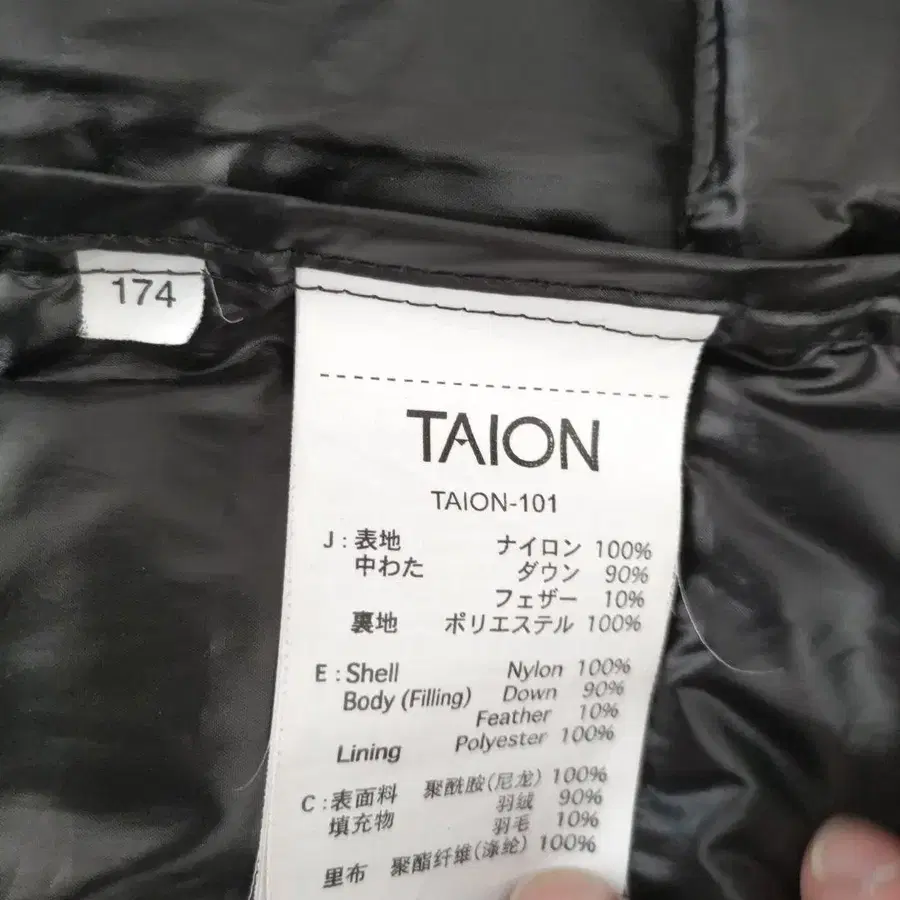 174
TAION
TAION-101
J : 表地 ナイロン 100%
中わた ダウン 90%
フェザー 10%
裏地 ポリエステル 100%
E : Shell Nylon 100%
Body (Filling) Down 90%
Feather 10%
Lining Polyester 100%
C : 表面料 聚酰胺(尼龙) 100%
填充物 羽绒 90%
羽毛 10%
里布 聚酯纤维(涤纶) 100%